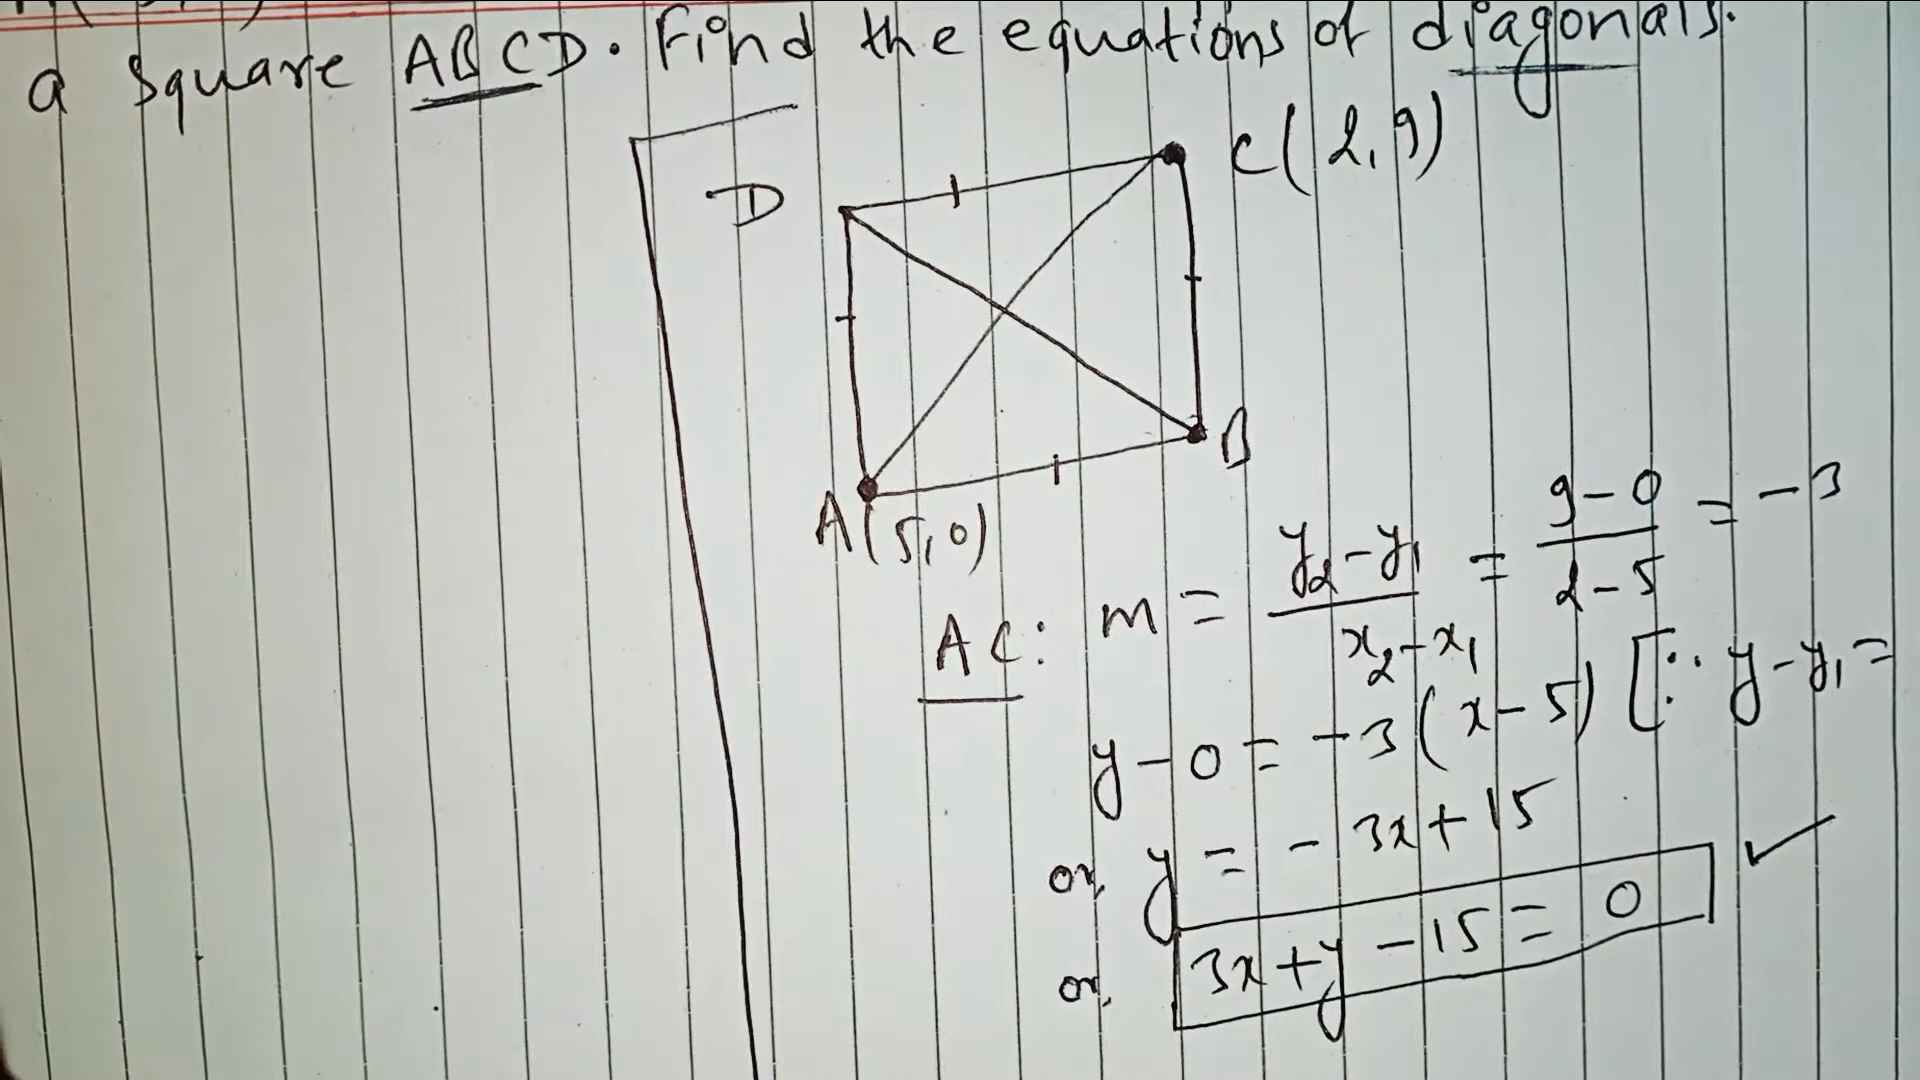 a square ABCD. Find the equations of diagonals.
C(2,9)
D
B
A(5,0)
AC: m = y₂-y₁/x₂-x₁ = 9-0/2-5 = -3
y-0 = -3(x-5) [∵ y-y₁=
or, y = -3x+15
or, 3x+y-15=0 ✓